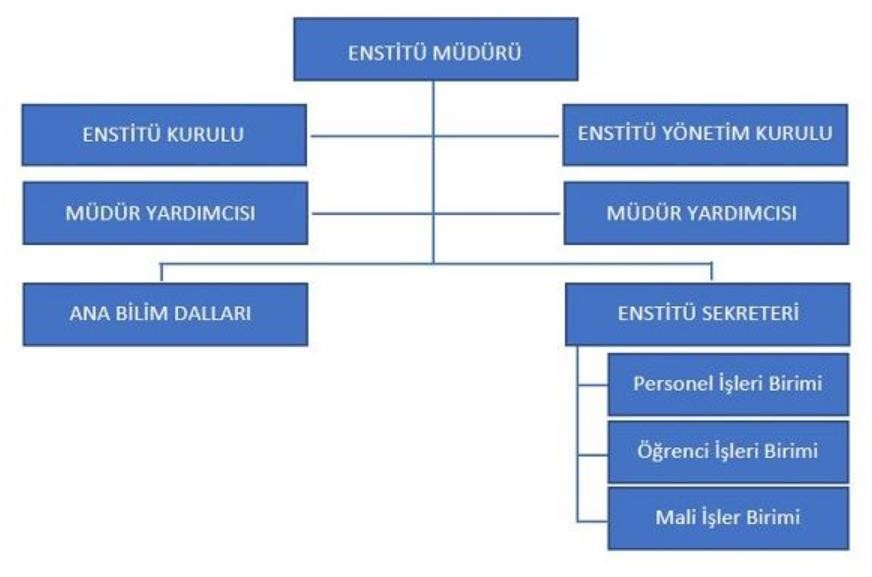 ENSTİTÜ MÜDÜRÜ
ENSTİTÜ KURULU
ENSTİTÜ YÖNETİM KURULU
MÜDÜR YARDIMCISI
MÜDÜR YARDIMCISI
ANA BİLİM DALLARI
ENSTİTÜ SEKRETERİ
Personel İşleri Birimi
Öğrenci İşleri Birimi
Mali İşler Birimi